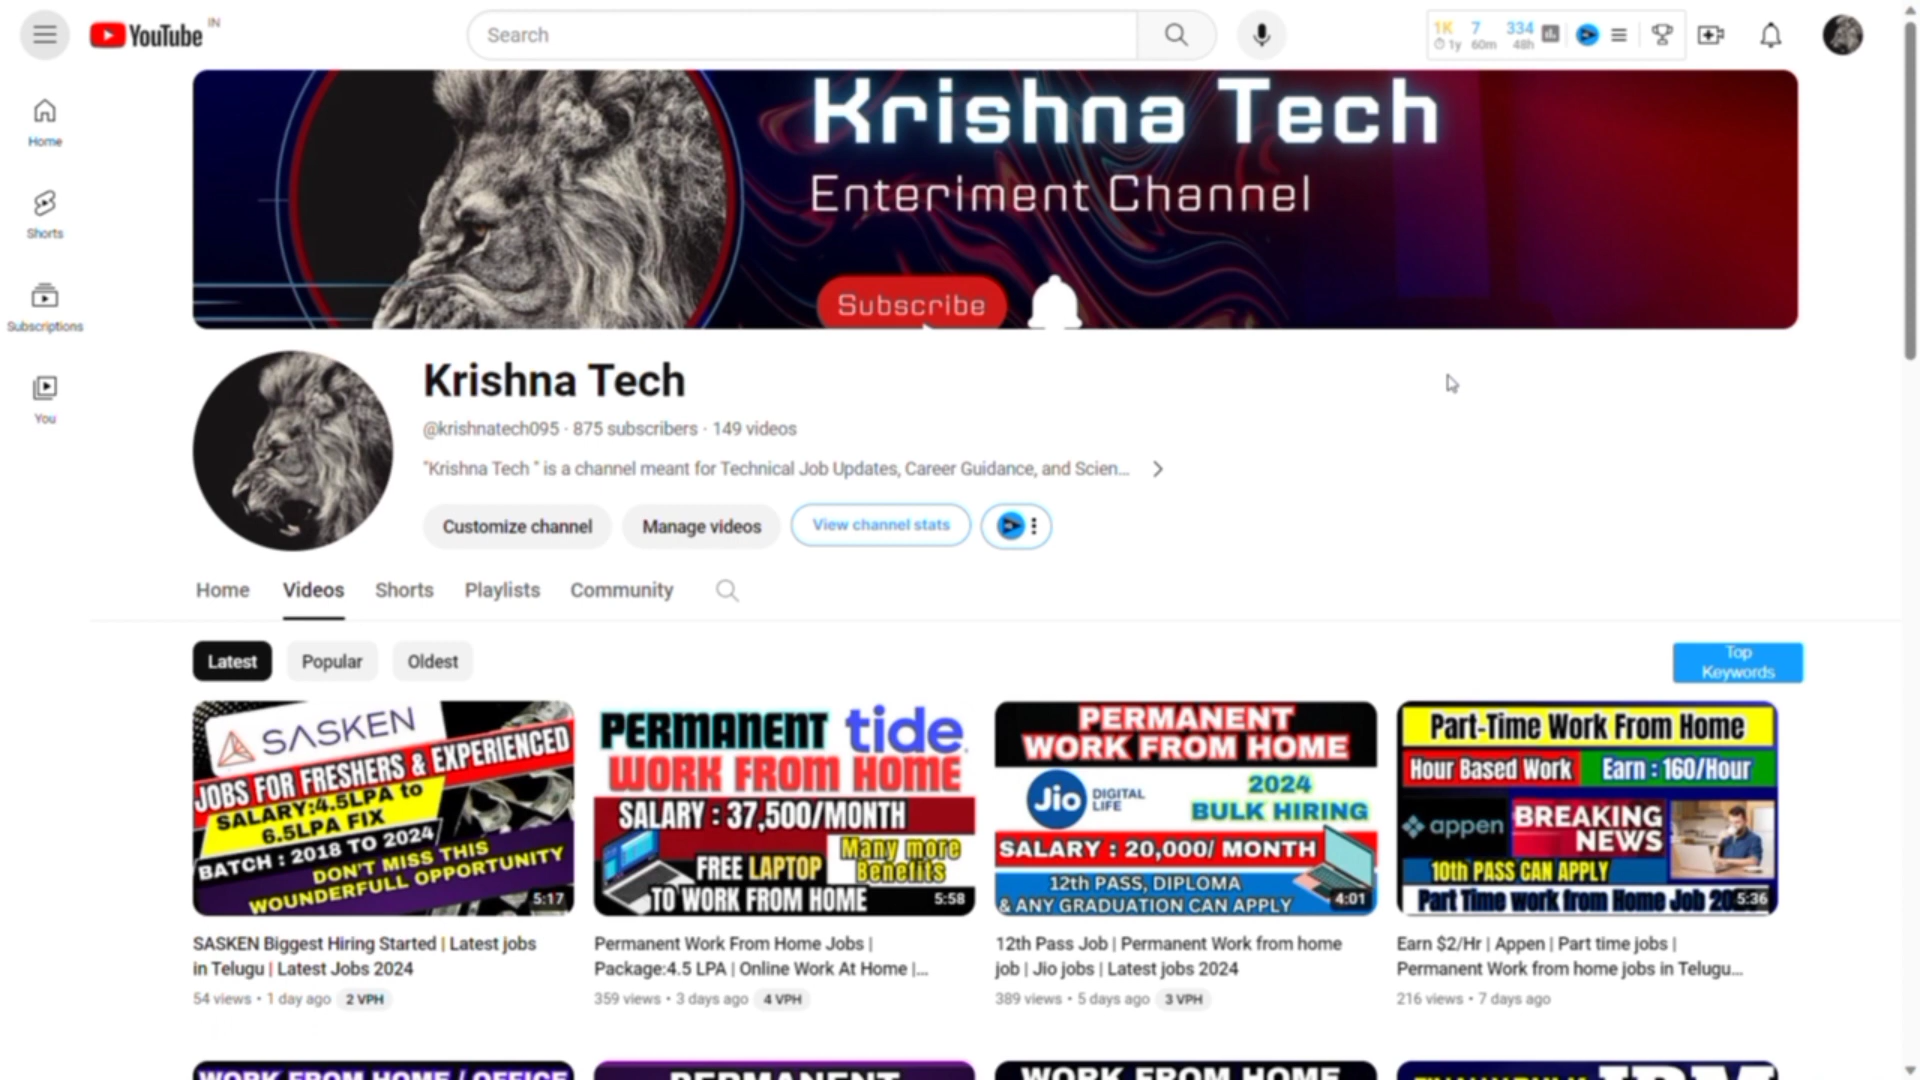 YouTube IN
Search
1K 7 334
1y 60m 48h
Home
Shorts
Subscriptions
You
Krishna Tech
Enteriment Channel
Subscribe
Krishna Tech
@krishnatech095 · 875 subscribers · 149 videos
"Krishna Tech " is a channel meant for Technical Job Updates, Career Guidance, and Scien...
Customize channel
Manage videos
View channel stats
Home Videos Shorts Playlists Community
Latest Popular Oldest
Top
Keywords
SASKEN
JOBS FOR FRESHERS & EXPERIENCED
SALARY:4.5LPA to
6.5LPA FIX
BATCH : 2018 TO 2024
DON'T MISS THIS
WOUNDERFULL OPPORTUNITY
5:17
SASKEN Biggest Hiring Started | Latest jobs
in Telugu | Latest Jobs 2024
54 views • 1 day ago 2 VPH
PERMANENT tide
WORK FROM HOME
SALARY : 37,500/MONTH
Many more
Benefits
FREE LAPTOP
TO WORK FROM HOME
5:58
Permanent Work From Home Jobs |
Package:4.5 LPA | Online Work At Home |...
359 views • 3 days ago 4 VPH
PERMANENT
WORK FROM HOME
Jio DIGITAL
LIFE
2024
BULK HIRING
SALARY : 20,000/ MONTH
12th PASS, DIPLOMA
& ANY GRADUATION CAN APPLY
4:01
12th Pass Job | Permanent Work from home
job | Jio jobs | Latest jobs 2024
389 views • 5 days ago 3 VPH
Part-Time Work From Home
Hour Based Work Earn : 160/Hour
appen BREAKING
NEWS
10th PASS CAN APPLY
Part Time work from Home Job
5:36
Earn $2/Hr | Appen | Part time jobs |
Permanent Work from home jobs in Telugu...
216 views • 7 days ago
WORK FROM HOME / OFFICE
PERMANENT
WORK FROM HOME